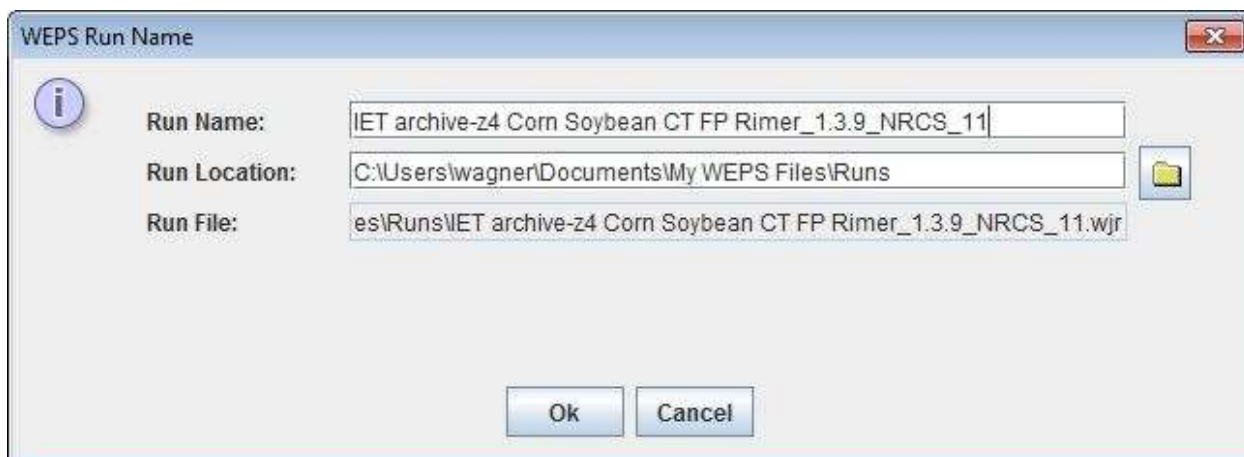 WEPS Run Name
Run Name: IET archive-z4 Corn Soybean CT FP Rimer_1.3.9_NRCS_11
Run Location: C:\Users\wagner\Documents\My WEPS Files\Runs
Run File: es\Runs\IET archive-z4 Corn Soybean CT FP Rimer_1.3.9_NRCS_11.wjr
Ok Cancel